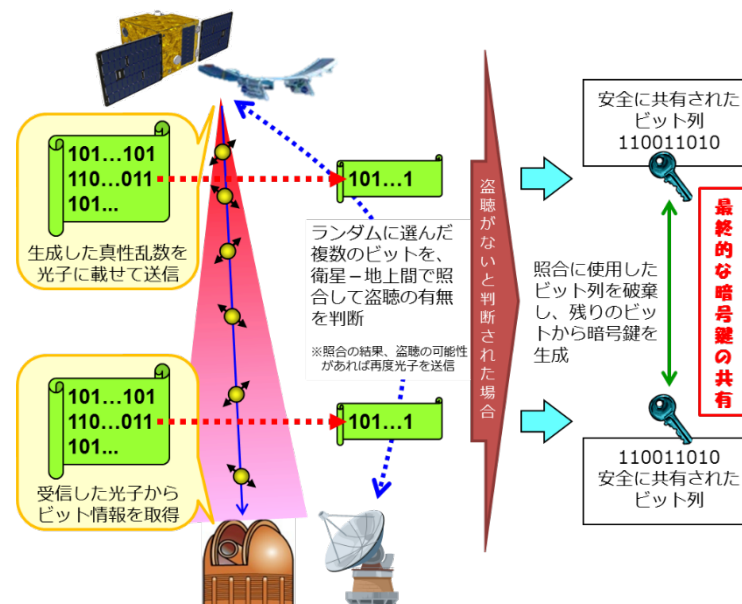 101...101
110...011
101...
生成した真性乱数を
光子に載せて送信
101...1
ランダムに選んだ
複数のビットを、
衛星－地上間で照
合して盗聴の有無
を判断
※照合の結果、盗聴の可能性
があれば再度光子を送信
101...101
110...011
101...
受信した光子から
ビット情報を取得
101...1
盗聴がないと判断された場合
安全に共有された
ビット列
110011010
照合に使用した
ビット列を破棄
し、残りのビッ
トから暗号鍵を
生成
最終的な暗号鍵の共有
110011010
安全に共有された
ビット列